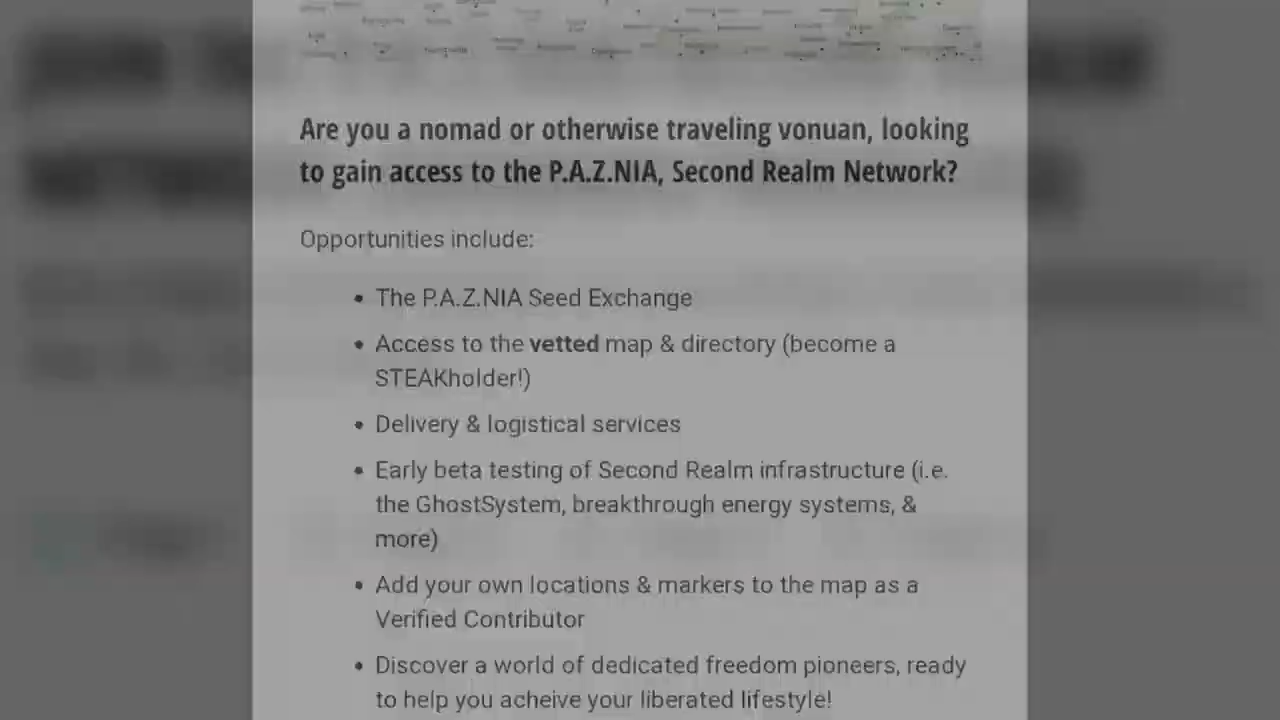 Are you a nomad or otherwise traveling vonuan, looking
to gain access to the P.A.Z.NIA, Second Realm Network?
Opportunities include:
• The P.A.Z.NIA Seed Exchange
• Access to the vetted map & directory (become a
STEAKholder!)
• Delivery & logistical services
• Early beta testing of Second Realm infrastructure (i.e.
the GhostSystem, breakthrough energy systems, &
more)
• Add your own locations & markers to the map as a
Verified Contributor
• Discover a world of dedicated freedom pioneers, ready
to help you acheive your liberated lifestyle!